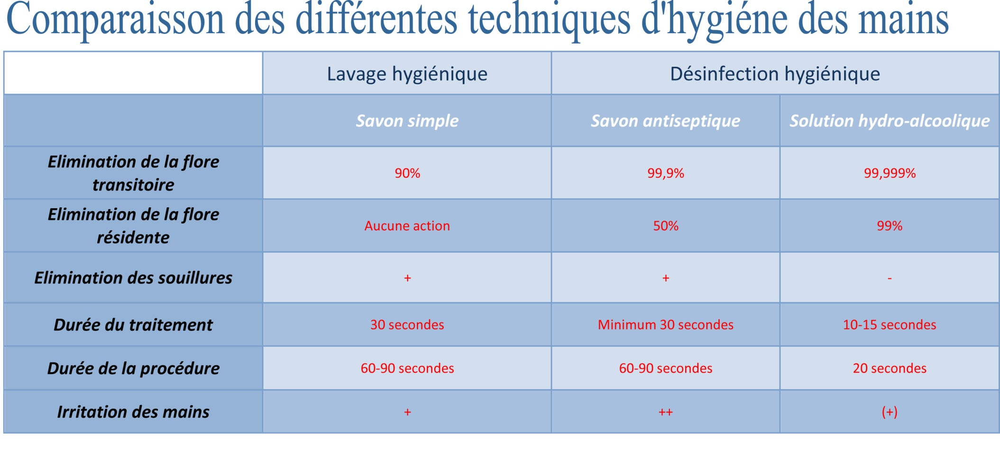 Comparaisson des différentes techniques d'hygiéne des mains
Lavage hygiénique Désinfection hygiénique
Savon simple Savon antiseptique Solution hydro-alcoolique
Elimination de la flore
transitoire
90% 99,9% 99,999%
Elimination de la flore
résidente
Aucune action 50% 99%
Elimination des souillures + + -
Durée du traitement 30 secondes Minimum 30 secondes 10-15 secondes
Durée de la procédure 60-90 secondes 60-90 secondes 20 secondes
Irritation des mains + ++ (+)